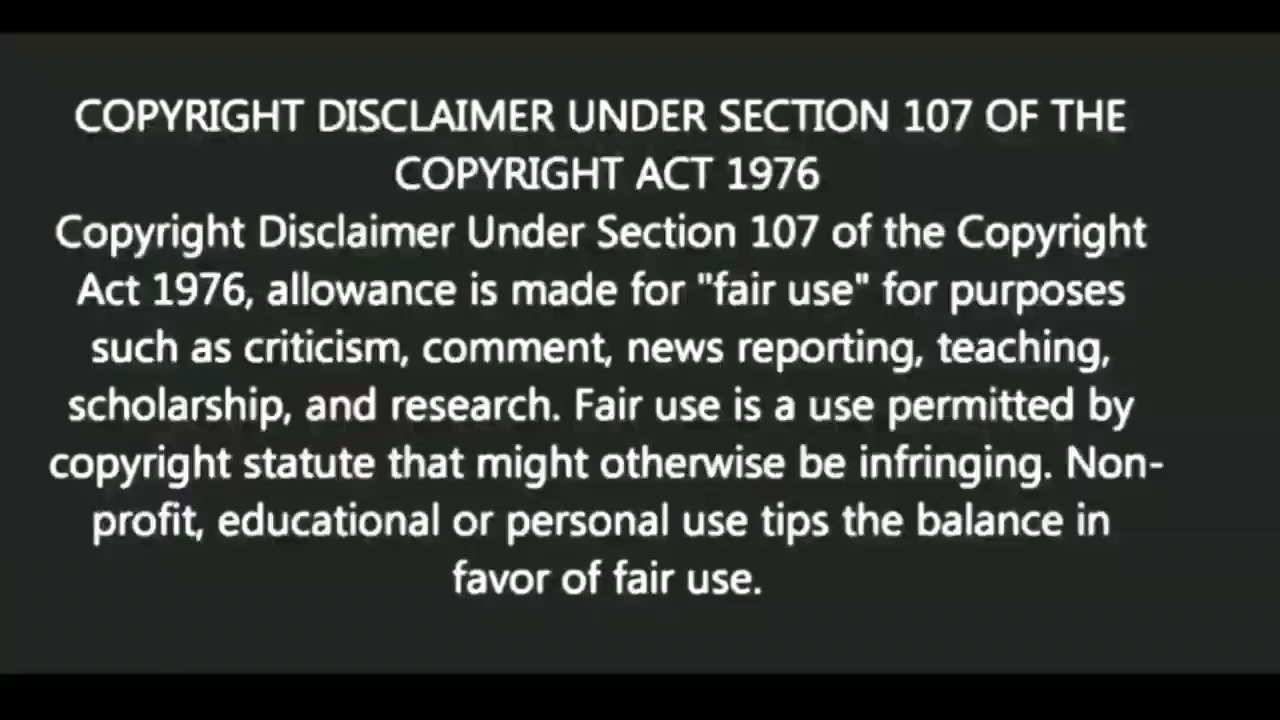 COPYRIGHT DISCLAIMER UNDER SECTION 107 OF THE
COPYRIGHT ACT 1976
Copyright Disclaimer Under Section 107 of the Copyright
Act 1976, allowance is made for "fair use" for purposes
such as criticism, comment, news reporting, teaching,
scholarship, and research. Fair use is a use permitted by
copyright statute that might otherwise be infringing. Non-
profit, educational or personal use tips the balance in
favor of fair use.